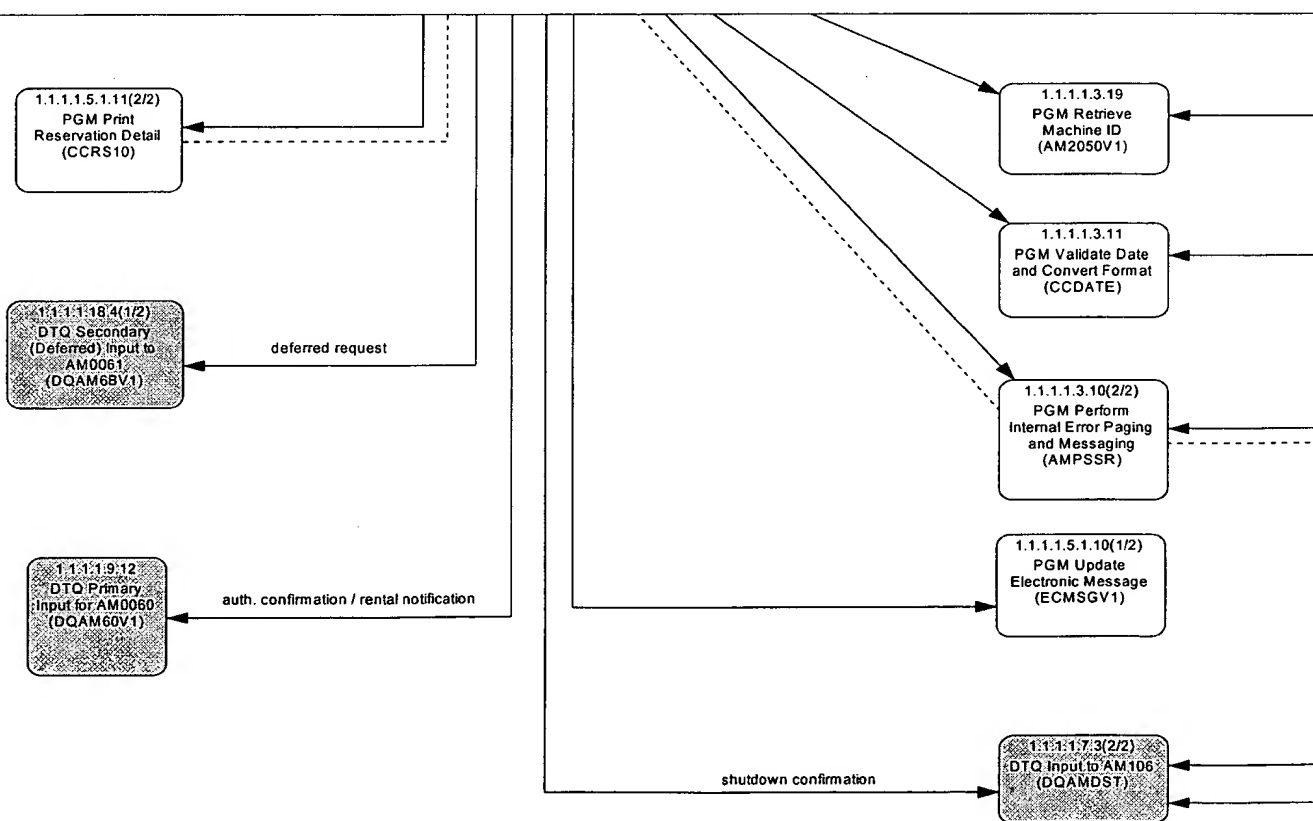 1.1.1.1.5.1.11(2/2)
PGM Print
Reservation Detail
(CCRS10)
1.1.1.1.18.4(1/2)
DTQ Secondary
(Deferred) Input to
AM0061
(DQAM6BV1)
deferred request
1.1.1.1.9.12
DTQ Primary
Input for AM0060
(DQAM60V1)
auth. confirmation / rental notification
1.1.1.1.3.19
PGM Retrieve
Machine ID
(AM2050V1)
1.1.1.1.3.11
PGM Validate Date
and Convert Format
(CCDATE)
1.1.1.1.3.10(2/2)
PGM Perform
Internal Error Paging
and Messaging
(AMPSSR)
1.1.1.1.5.1.10(1/2)
PGM Update
Electronic Message
(ECMSGV1)
shutdown confirmation
1.1.1.1.7.3(2/2)
DTQ Input to AM106
(DQAMDST)